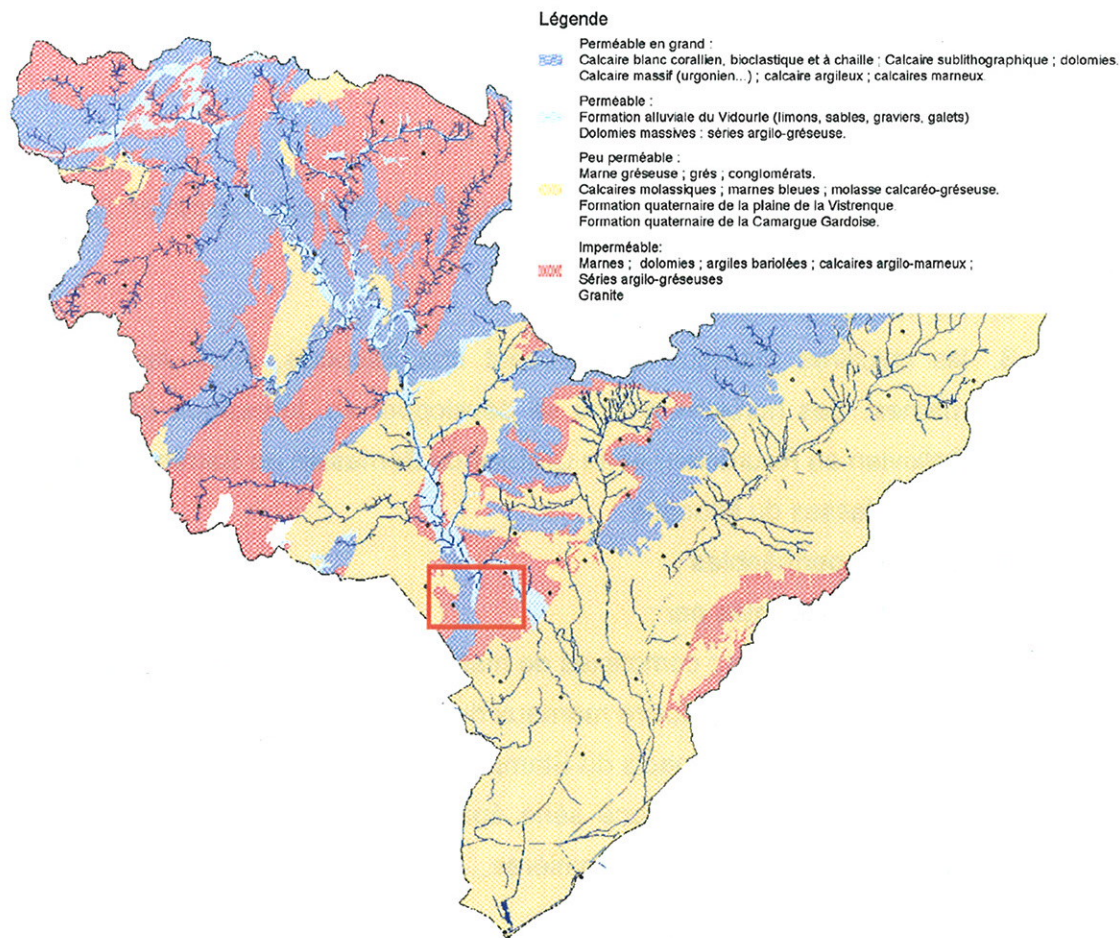 Légende
Perméable en grand :
Calcaire blanc corallien, bioclastique et à chaille ; Calcaire sublithographique ; dolomies.
Calcaire massif (urgonien...) ; calcaire argileux ; calcaires marneux
Perméable :
Formation alluviale du Vidourle (limons, sables, graviers, galets)
Dolomies massives : séries argilo-gréseuse.
Peu perméable :
Marne gréseuse ; grés ; conglomérats.
Calcaires molassiques ; marnes bleues ; molasse calcaréo-gréseuse.
Formation quaternaire de la plaine de la Vistrenque
Formation quaternaire de la Camargue Gardoise.
Imperméable:
Marnes ; dolomies ; argiles bariolées ; calcaires argilo-marneux ;
Séries argilo-gréseuses
Granite